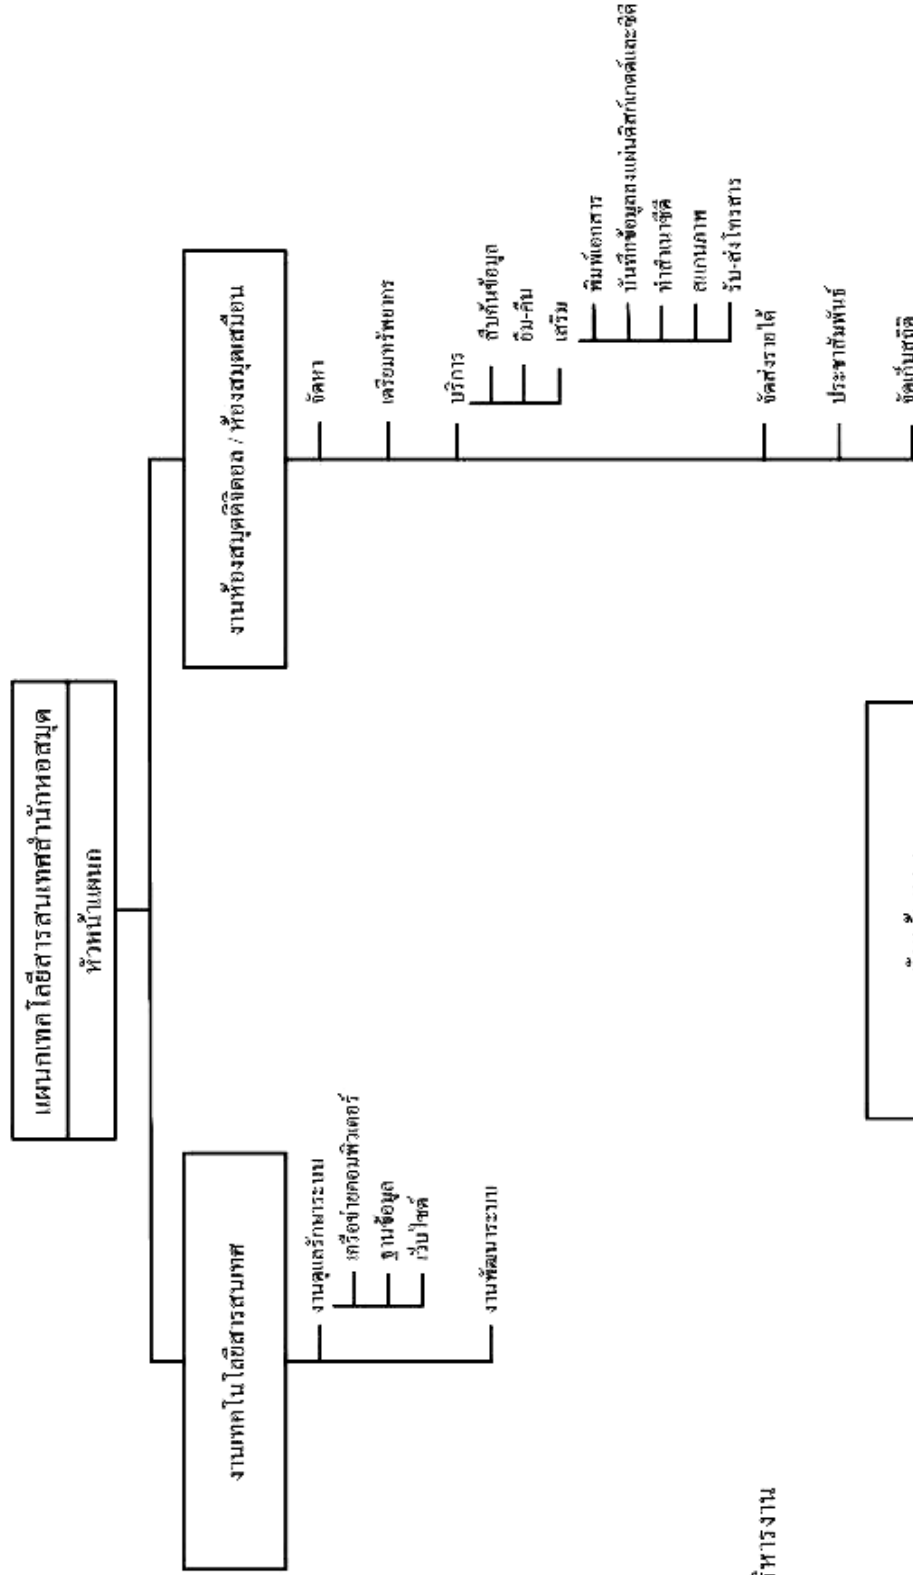 แผนกเทคโลยีสารสนเทศสำนักหอสมุด
หัวหน้าแผนก
งานเทคโนโลยีสารสนเทศ
งานดูแลรักษาระบบ
เครือข่ายคอมพิวเตอร์
ฐานข้อมูล
เว็บไซต์
งานพัฒนาระบบ
งานห้องสมุดดิจิตอล / ห้องสมุดเสมือน
จัดหา
เตรียมทรัพยากร
บริการ
สืบค้นข้อมูล
ยืม-คืน
เสริม
พิมพ์เอกสาร
บันทึกข้อมูลลงแผ่นดิสก์เกตต์และซีดี
ทำสำเนาซีดี
สแกนภาพ
รับ-ส่งโทรสาร
จัดส่งรายได้
ประชาสัมพันธ์
จัดเก็บสถิติ